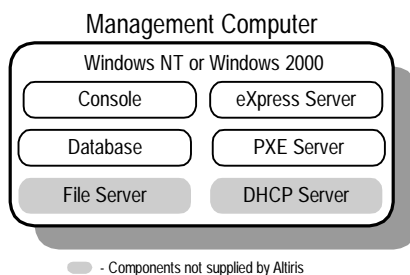 Management Computer
Windows NT or Windows 2000
Console eXpress Server
Database PXE Server
File Server DHCP Server
- Components not supplied by Altiris